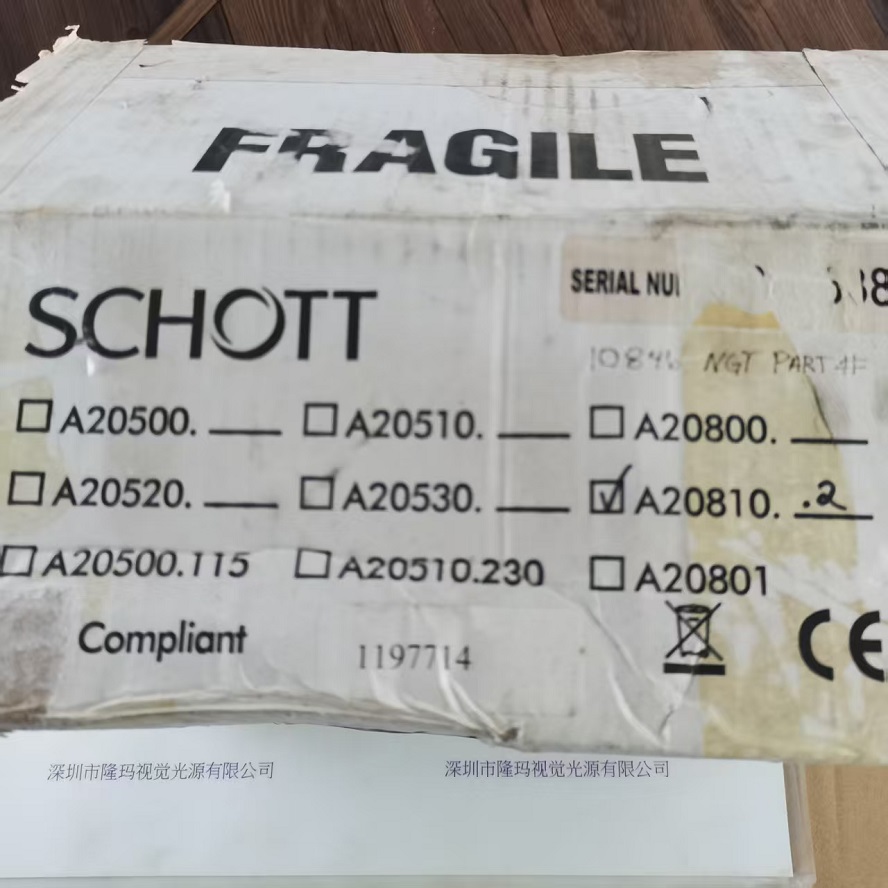 FRAGILE
SCHOTT
SERIAL
NGT PART
A20500. A20510. A20800.
A20520. A20530. A20810. .2
A20500.115 A20510.230 A20801
Compliant
1197714
CE
深圳市隆玛视觉光源有限公司 深圳市隆玛视觉光源有限公司